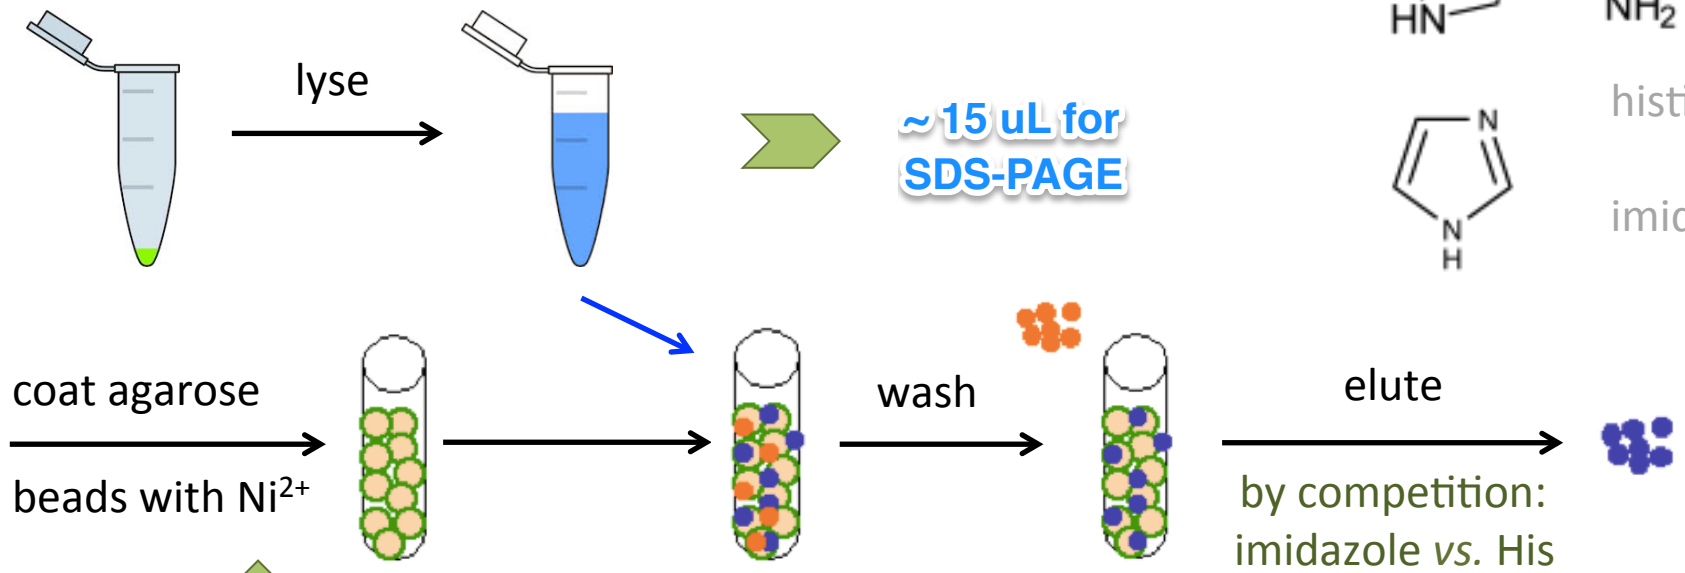 HN
NH2
lyse
~ 15 uL for
SDS-PAGE
N
N
H
coat agarose
beads with Ni2+
wash
elute
by competition:
imidazole vs. His